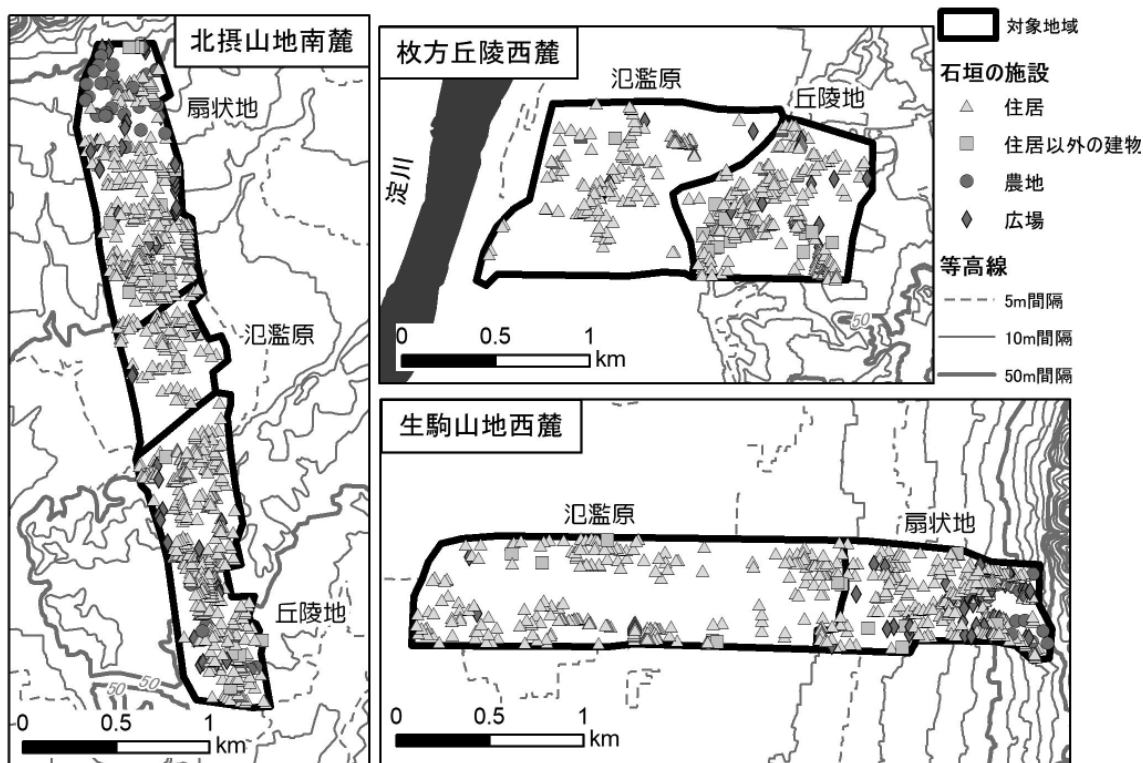 北摂山地南麓
扇状地
氾濫原
丘陵地
50
50
0 0.5 1
km
枚方丘陵西麓
氾濫原
丘陵地
淀川
50
0 0.5 1
km
生駒山地西麓
氾濫原
扇状地
0 0.5 1
km
対象地域
石垣の施設
住居
住居以外の建物
農地
広場
等高線
5m間隔
10m間隔
50m間隔